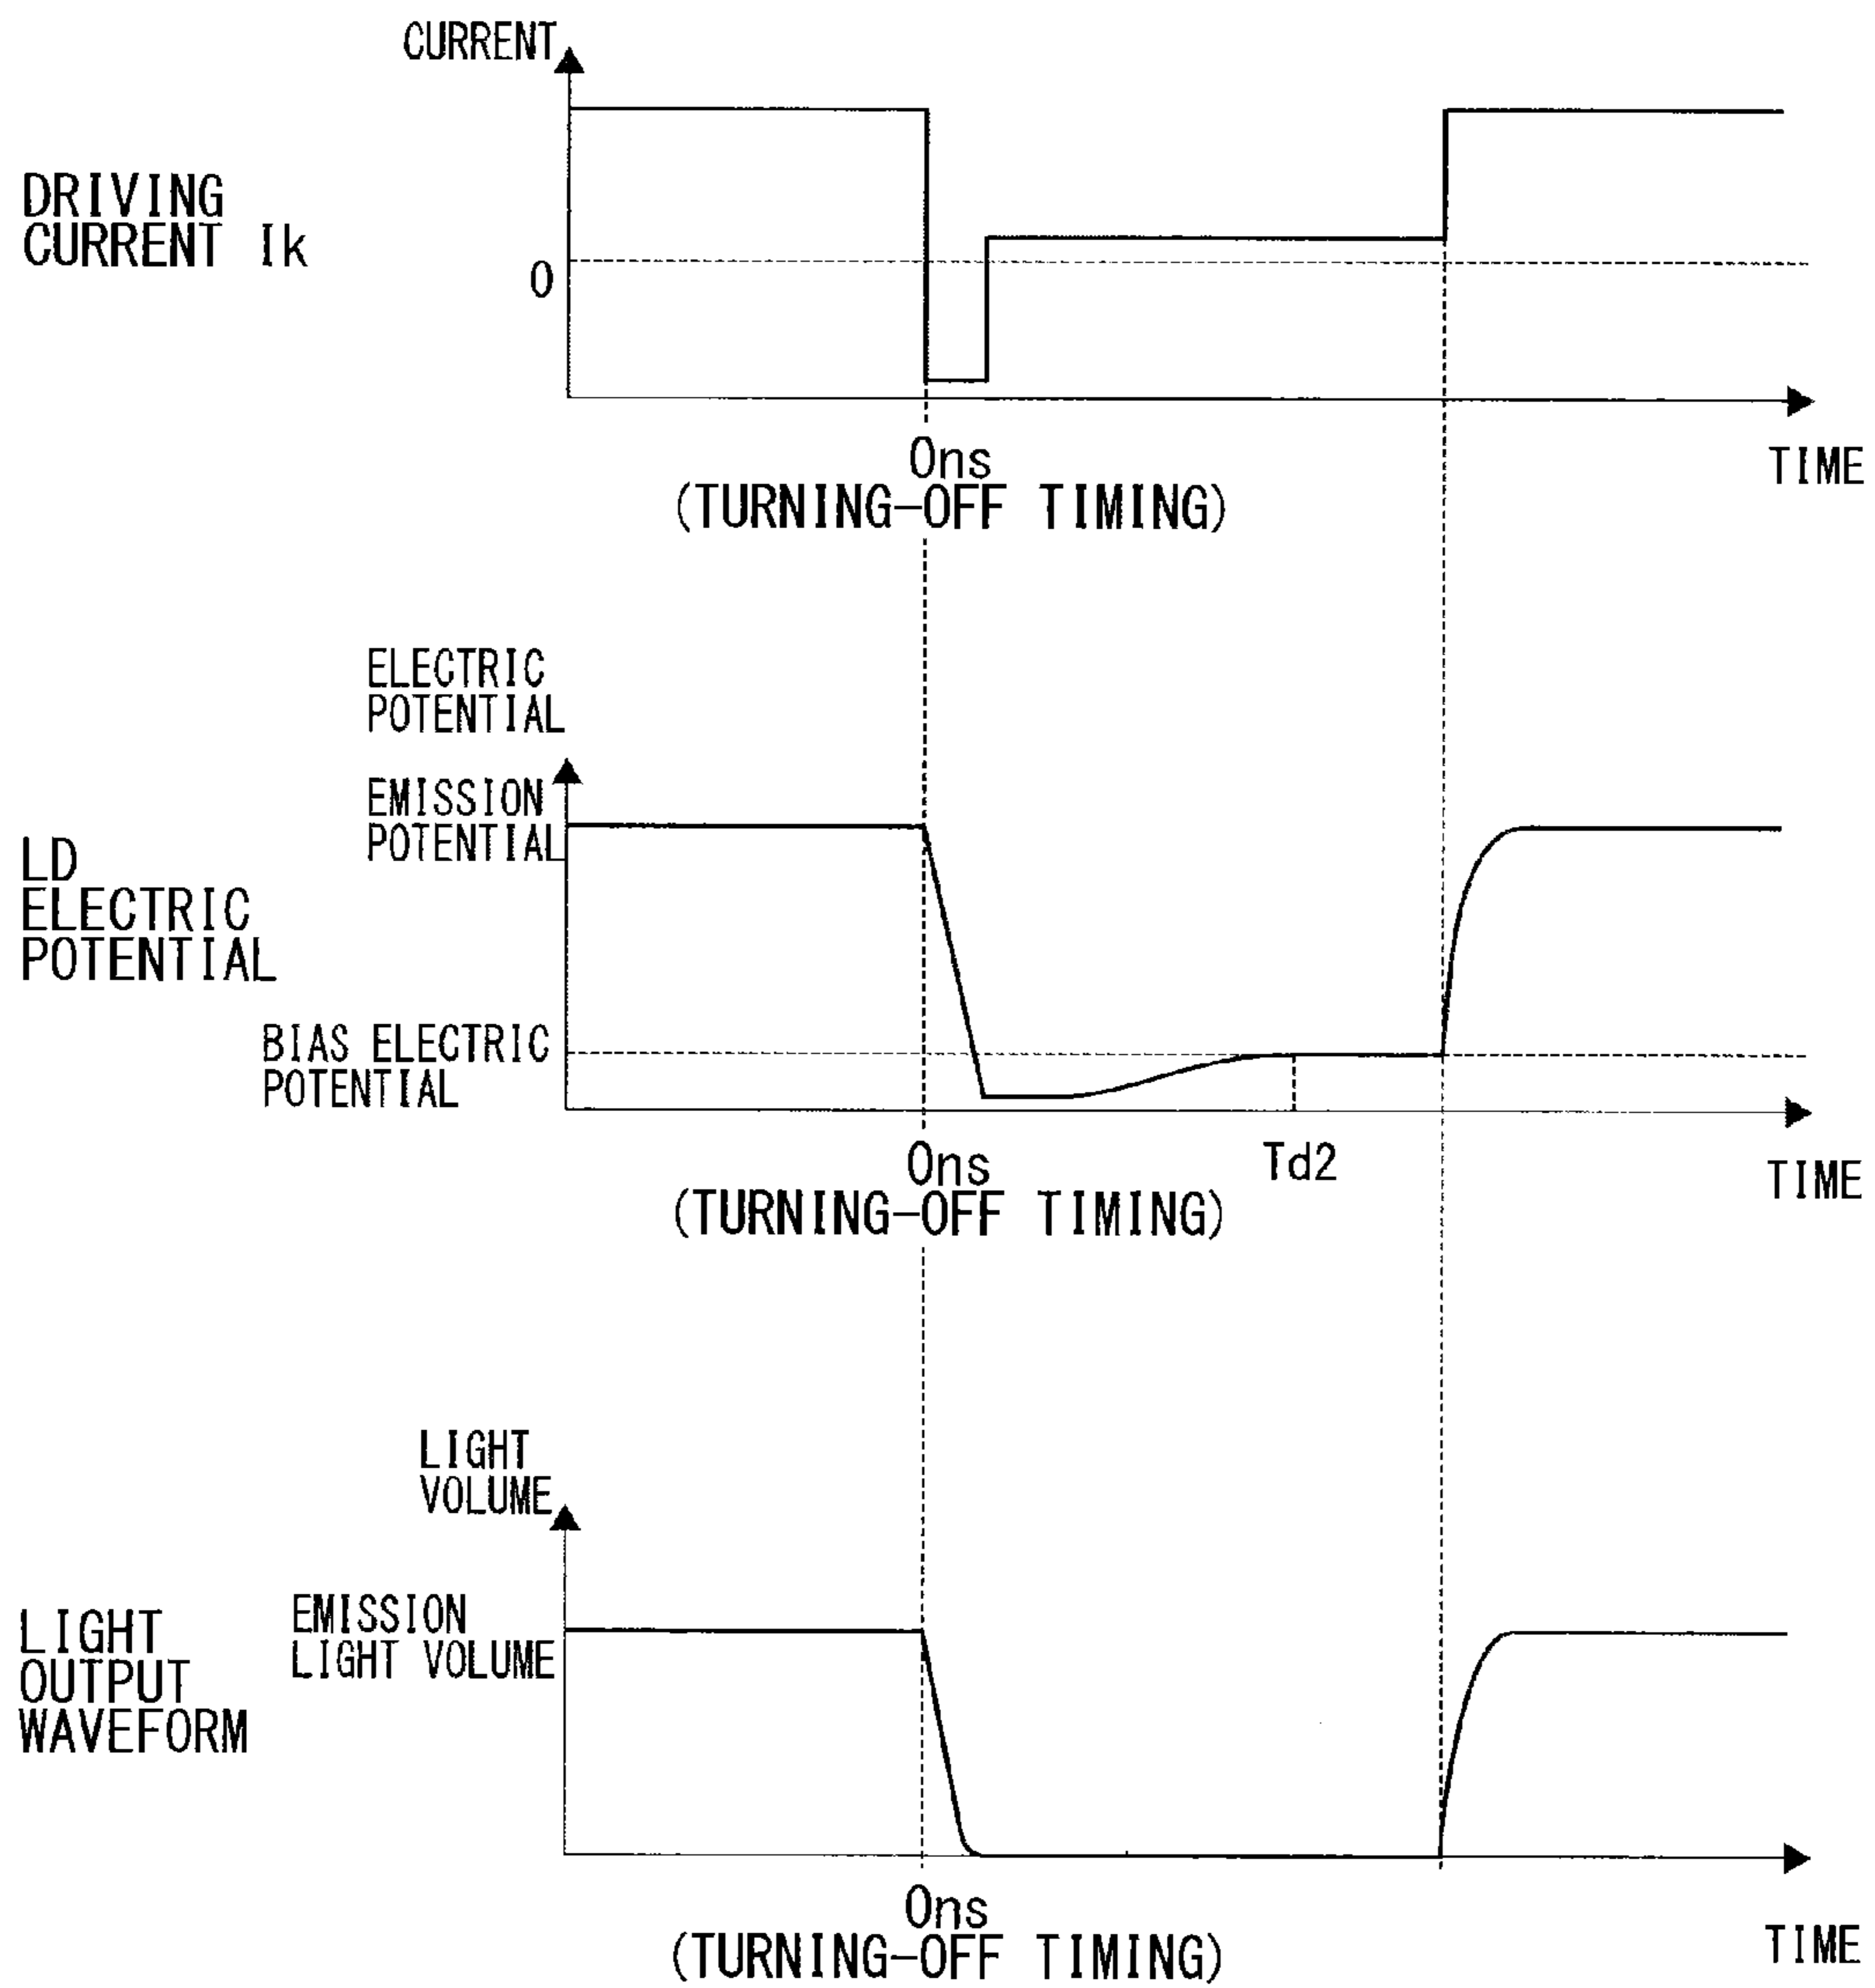 CURRENT
DRIVING
CURRENT Ik
0
0ns
(TURNING-OFF TIMING)
TIME
ELECTRIC
POTENTIAL
EMISSION
POTENTIAL
LD
ELECTRIC
POTENTIAL
BIAS ELECTRIC
POTENTIAL
0ns
(TURNING-OFF TIMING)
Td2
TIME
LIGHT
VOLUME
EMISSION
LIGHT VOLUME
LIGHT
OUTPUT
WAVEFORM
0ns
(TURNING-OFF TIMING)
TIME